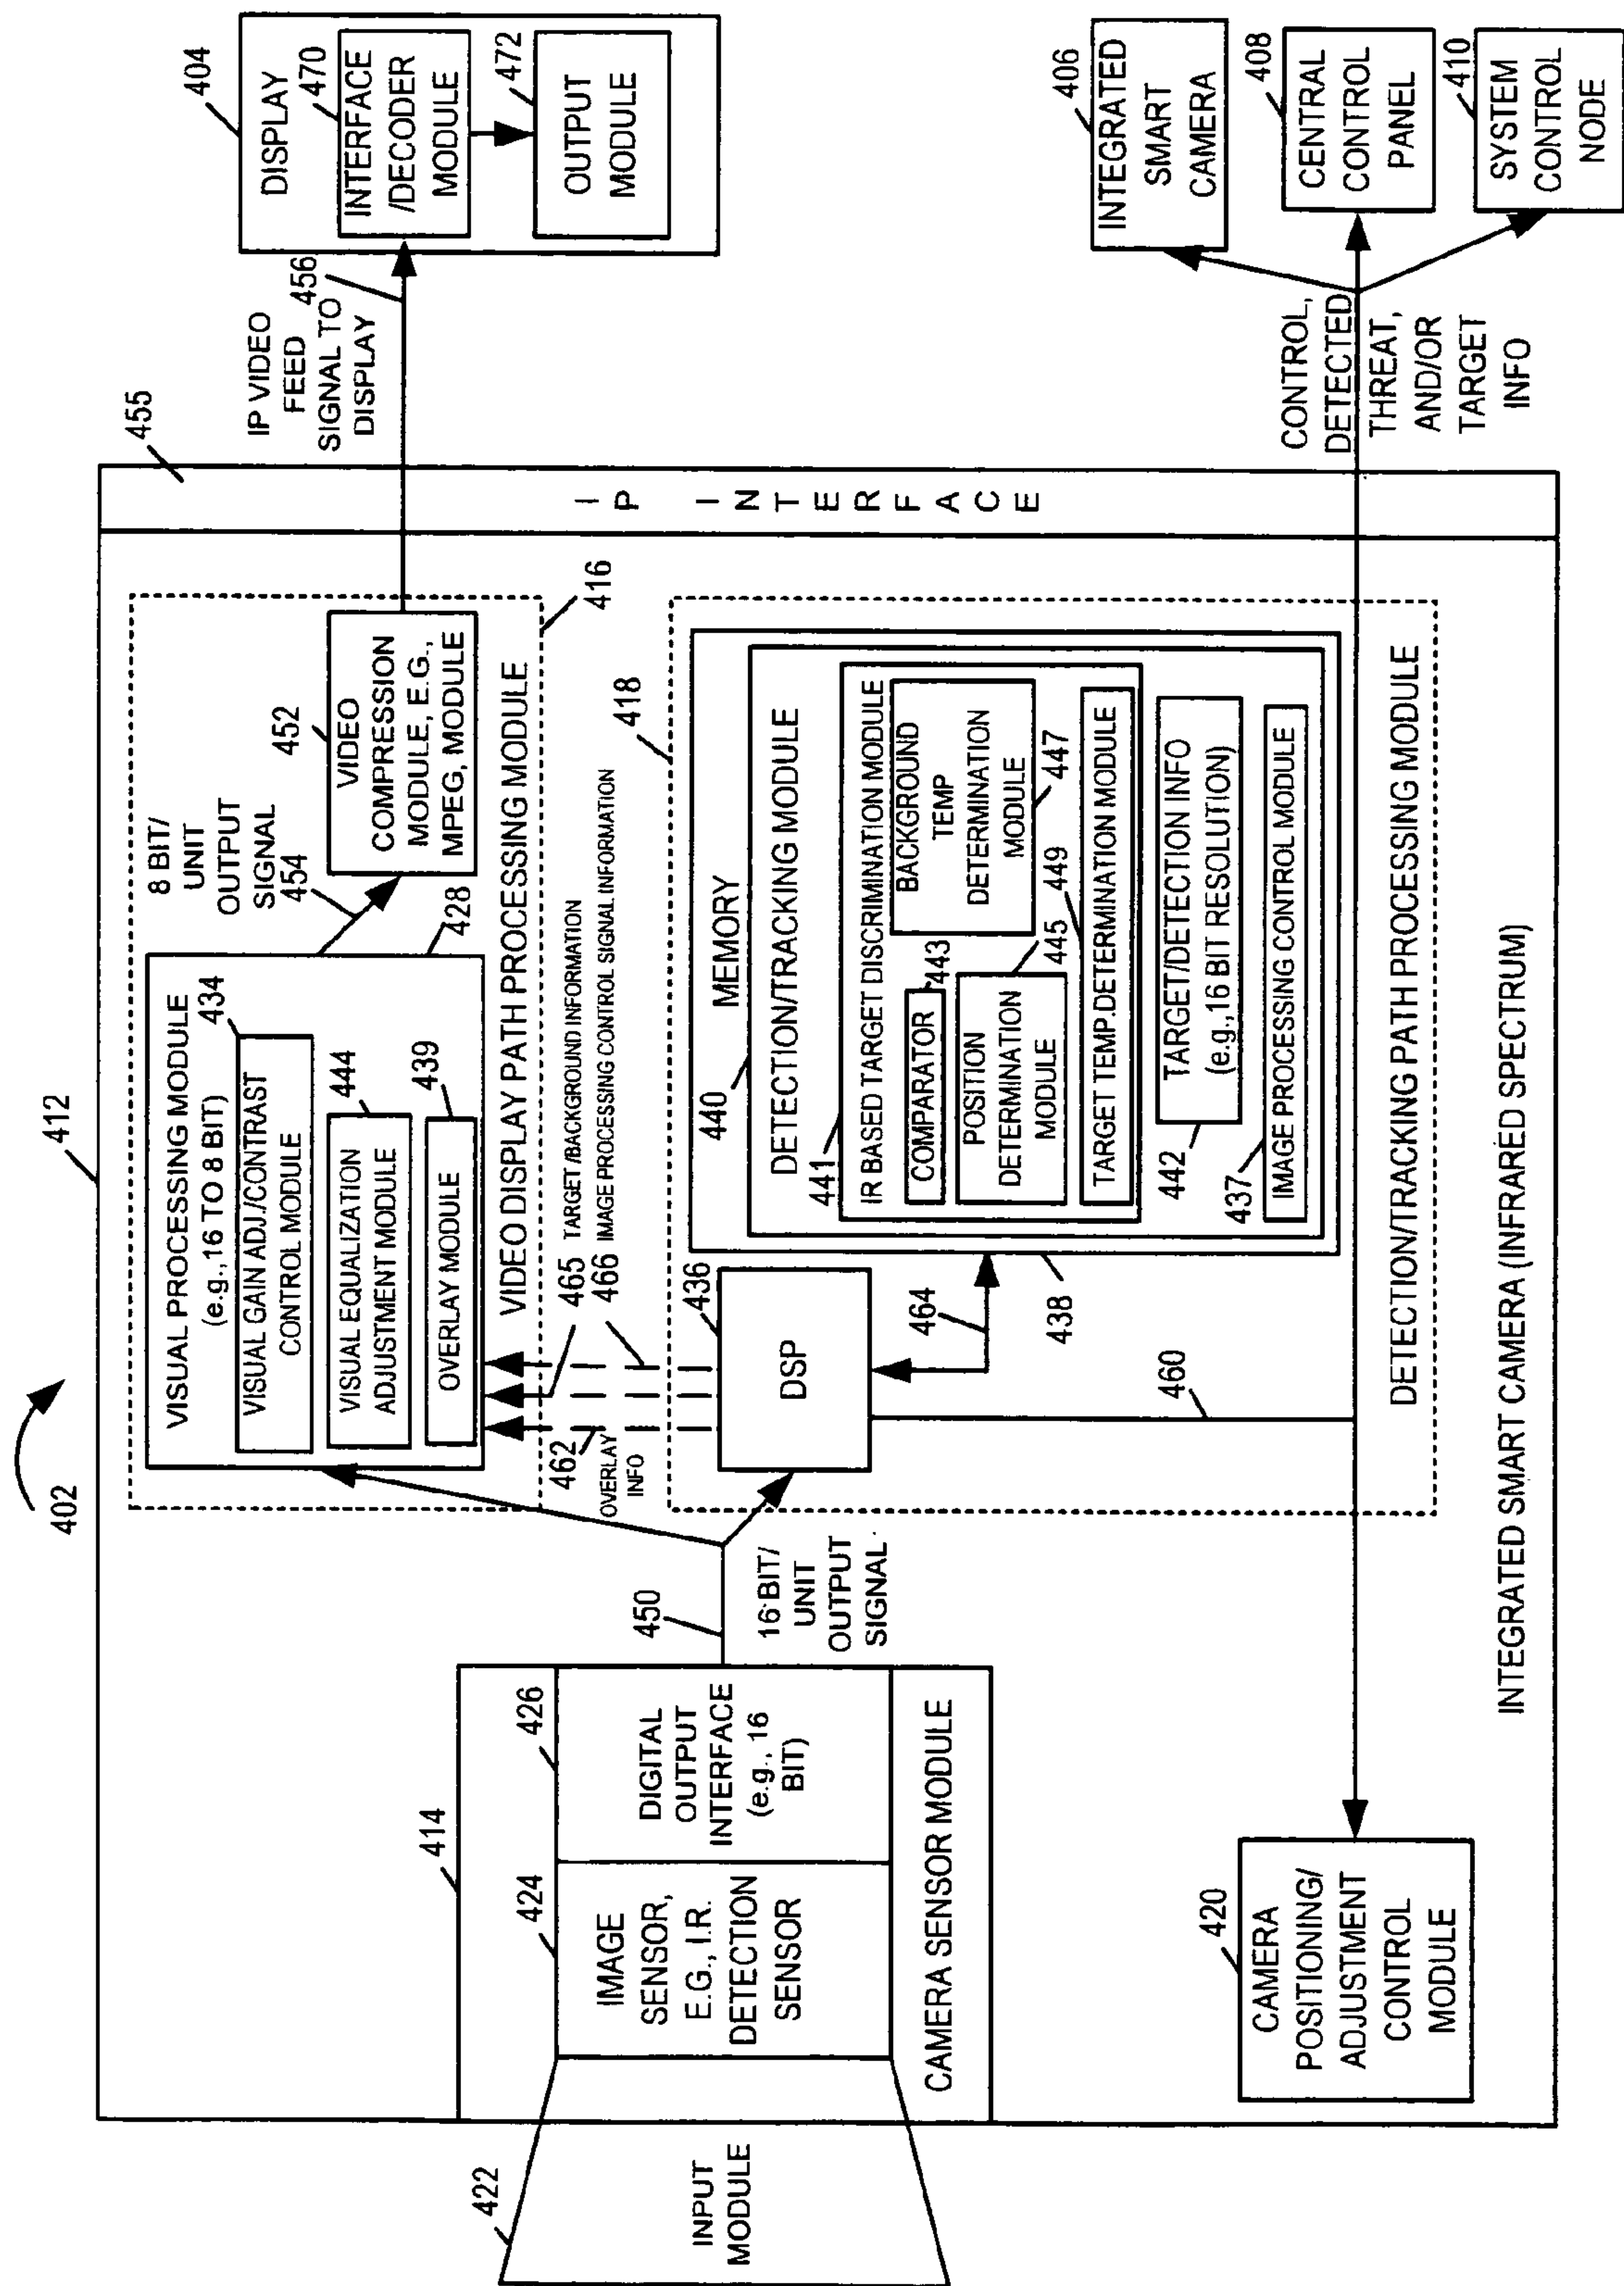 402
412
INPUT
MODULE
422
414
424
IMAGE
SENSOR,
E.G., I.R.
DETECTION
SENSOR
426
DIGITAL
OUTPUT
INTERFACE
(e.g., 16
BIT)
CAMERA SENSOR MODULE
450
16 BIT/
UNIT
OUTPUT
SIGNAL
420
CAMERA
POSITIONING/
ADJUSTMENT
CONTROL
MODULE
VISUAL PROCESSING MODULE
(e.g., 16 TO 8 BIT)
434
VISUAL GAIN ADJ./CONTRAST
CONTROL MODULE
444
VISUAL EQUALIZATION
ADJUSTMENT MODULE
439
OVERLAY MODULE
428
8 BIT/
UNIT
OUTPUT
SIGNAL
454
452
VIDEO
COMPRESSION
MODULE, E.G.,
MPEG, MODULE
VIDEO DISPLAY PATH PROCESSING MODULE
416
462
OVERLAY
INFO
465
TARGET/BACKGROUND INFORMATION
466
IMAGE PROCESSING CONTROL SIGNAL INFORMATION
418
436
DSP
464
438
460
MEMORY
440
DETECTION/TRACKING MODULE
441
IR BASED TARGET DISCRIMINATION MODULE
443
COMPARATOR
445
POSITION
DETERMINATION
MODULE
BACKGROUND
TEMP
DETERMINATION
MODULE
447
449
TARGET TEMP.DETERMINATION MODULE
442
TARGET/DETECTION INFO
(e.g.,16 BIT RESOLUTION)
437
IMAGE PROCESSING CONTROL MODULE
DETECTION/TRACKING PATH PROCESSING MODULE
INTEGRATED SMART CAMERA (INFRARED SPECTRUM)
455
IP INTERFACE
IP VIDEO
FEED
SIGNAL TO
DISPLAY
456
404
DISPLAY
470
INTERFACE
/DECODER
MODULE
472
OUTPUT
MODULE
CONTROL,
DETECTED
THREAT,
AND/OR
TARGET
INFO
406
INTEGRATED
SMART
CAMERA
408
CENTRAL
CONTROL
PANEL
410
SYSTEM
CONTROL
NODE